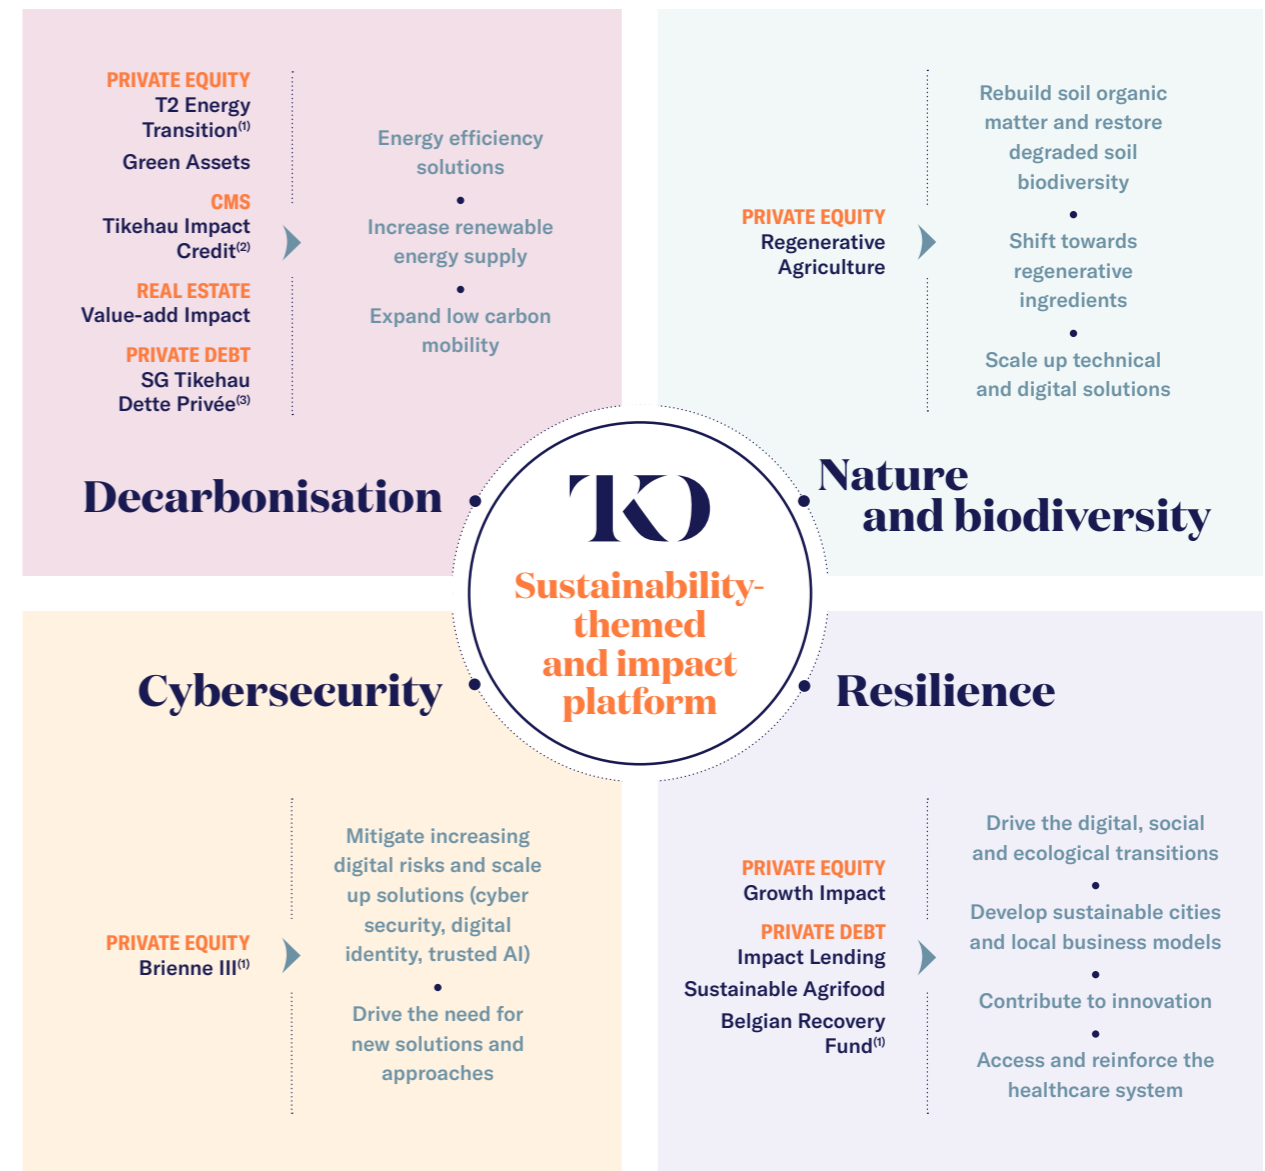 PRIVATE EQUITY
T2 Energy
Transition(1)
Green Assets
CMS
Tikehau Impact
Credit(2)
REAL ESTATE
Value-add Impact
PRIVATE DEBT
SG Tikehau
Dette Privée(3)
Energy efficiency
solutions
•
Increase renewable
energy supply
•
Expand low carbon
mobility
Decarbonisation
PRIVATE EQUITY
Regenerative
Agriculture
Rebuild soil organic
matter and restore
degraded soil
biodiversity
•
Shift towards
regenerative
ingredients
•
Scale up technical
and digital solutions
Nature
and biodiversity
TKO
Sustainability-
themed
and impact
platform
Cybersecurity
PRIVATE EQUITY
Brienne III(1)
Mitigate increasing
digital risks and scale
up solutions (cyber
security, digital
identity, trusted AI)
•
Drive the need for
new solutions and
approaches
Resilience
PRIVATE EQUITY
Growth Impact
PRIVATE DEBT
Impact Lending
Sustainable Agrifood
Belgian Recovery
Fund(1)
Drive the digital, social
and ecological transitions
•
Develop sustainable cities
and local business models
•
Contribute to innovation
•
Access and reinforce the
healthcare system